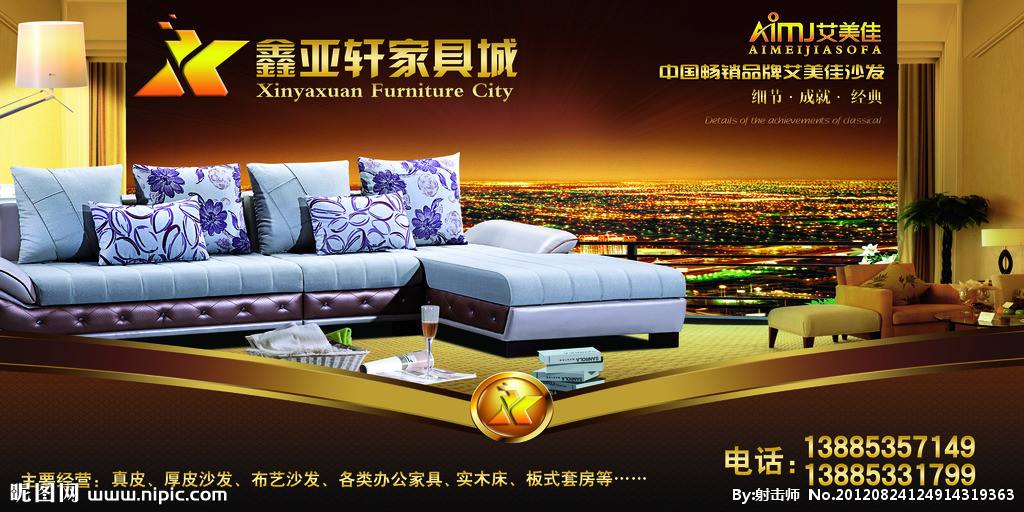 鑫亚轩家具城
Xinyaxuan Furniture City
AIMJ艾美佳
AIMEIJIASOFA
中国畅销品牌艾美佳沙发
细节·成就·经典
Details of the achievements of classical
主要经营：真皮、厚皮沙发、布艺沙发、各类办公家具、实木床、板式套房等……
电话：13885357149
13885331799
昵图网 www.nipic.com
By:射击师 No.20120824124914319363